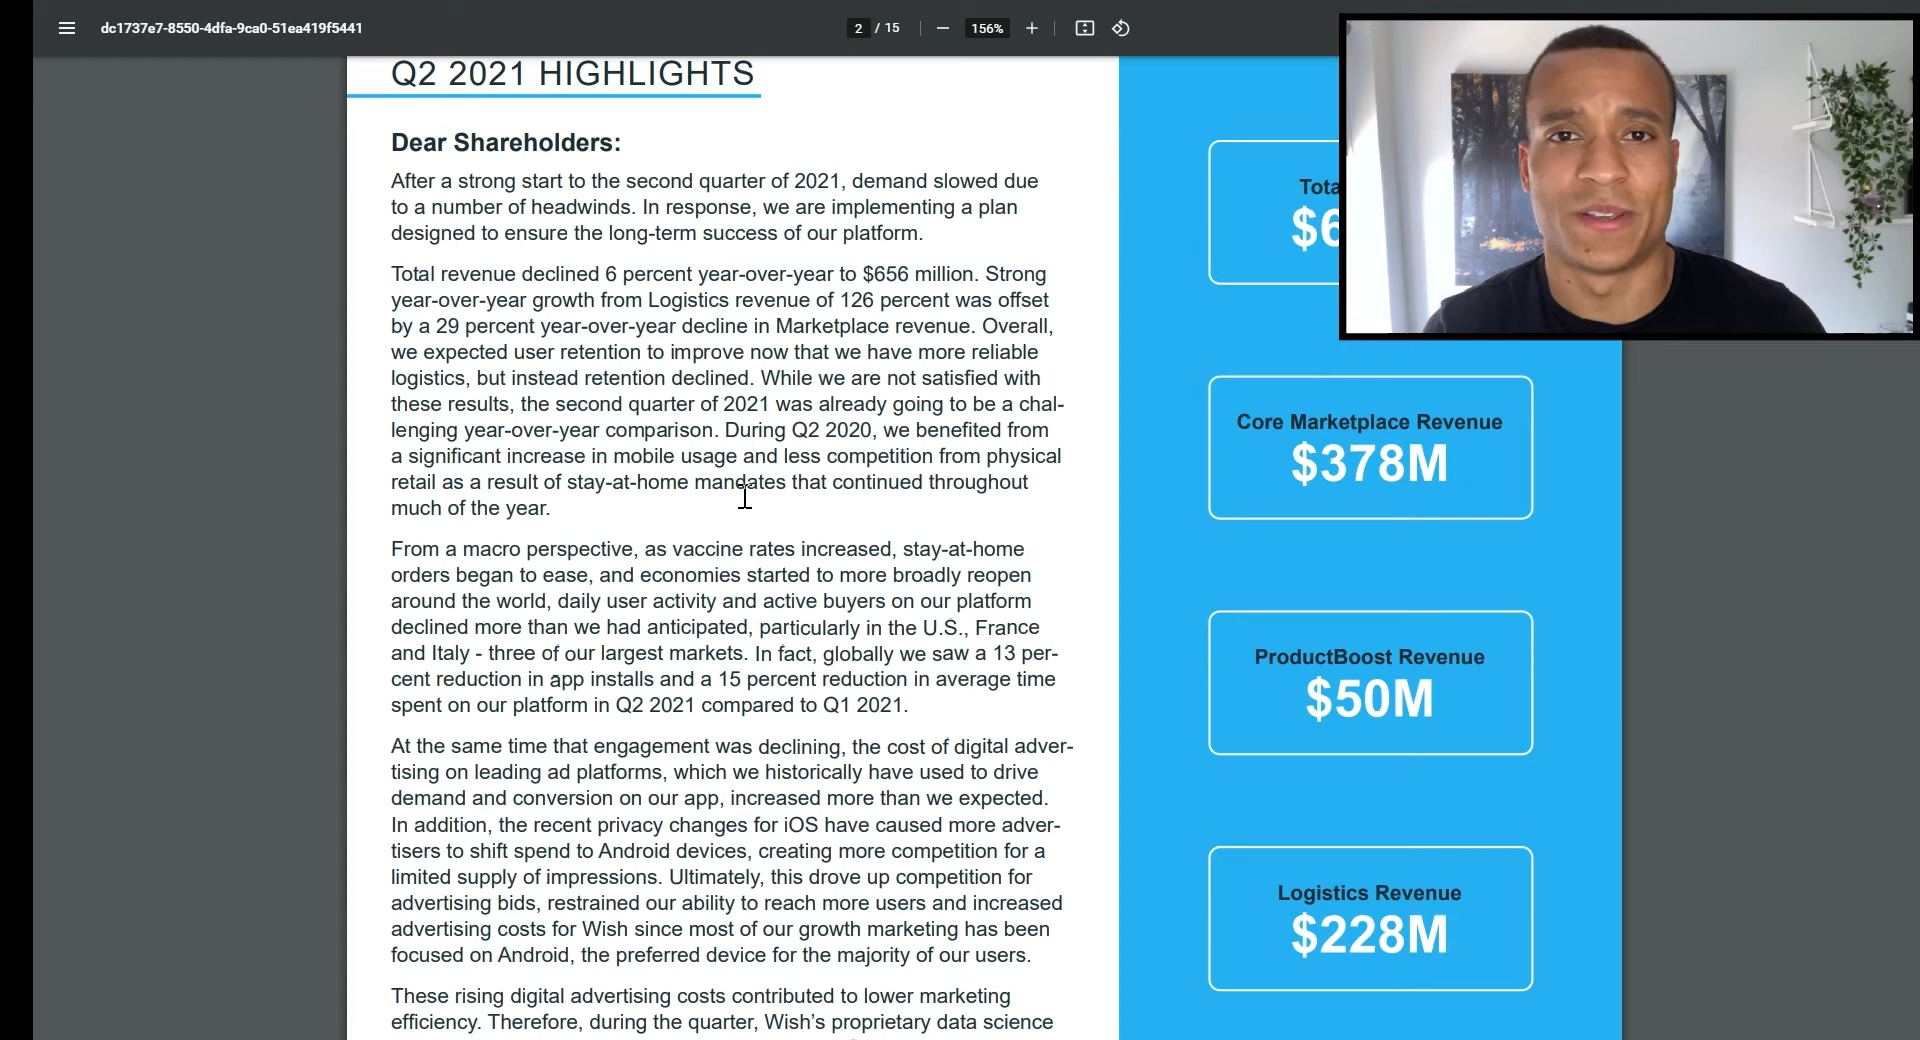 dc1737e7-8550-4dfa-9ca0-51ea419f5441
2 / 15
156%
Q2 2021 HIGHLIGHTS
Dear Shareholders:
After a strong start to the second quarter of 2021, demand slowed due
to a number of headwinds. In response, we are implementing a plan
designed to ensure the long-term success of our platform.
Total revenue declined 6 percent year-over-year to $656 million. Strong
year-over-year growth from Logistics revenue of 126 percent was offset
by a 29 percent year-over-year decline in Marketplace revenue. Overall,
we expected user retention to improve now that we have more reliable
logistics, but instead retention declined. While we are not satisfied with
these results, the second quarter of 2021 was already going to be a chal-
lenging year-over-year comparison. During Q2 2020, we benefited from
a significant increase in mobile usage and less competition from physical
retail as a result of stay-at-home mandates that continued throughout
much of the year.
From a macro perspective, as vaccine rates increased, stay-at-home
orders began to ease, and economies started to more broadly reopen
around the world, daily user activity and active buyers on our platform
declined more than we had anticipated, particularly in the U.S., France
and Italy - three of our largest markets. In fact, globally we saw a 13 per-
cent reduction in app installs and a 15 percent reduction in average time
spent on our platform in Q2 2021 compared to Q1 2021.
At the same time that engagement was declining, the cost of digital adver-
tising on leading ad platforms, which we historically have used to drive
demand and conversion on our app, increased more than we expected.
In addition, the recent privacy changes for iOS have caused more adver-
tisers to shift spend to Android devices, creating more competition for a
limited supply of impressions. Ultimately, this drove up competition for
advertising bids, restrained our ability to reach more users and increased
advertising costs for Wish since most of our growth marketing has been
focused on Android, the preferred device for the majority of our users.
These rising digital advertising costs contributed to lower marketing
efficiency. Therefore, during the quarter, Wish’s proprietary data science
Tota
$6
Core Marketplace Revenue
$378M
ProductBoost Revenue
$50M
Logistics Revenue
$228M